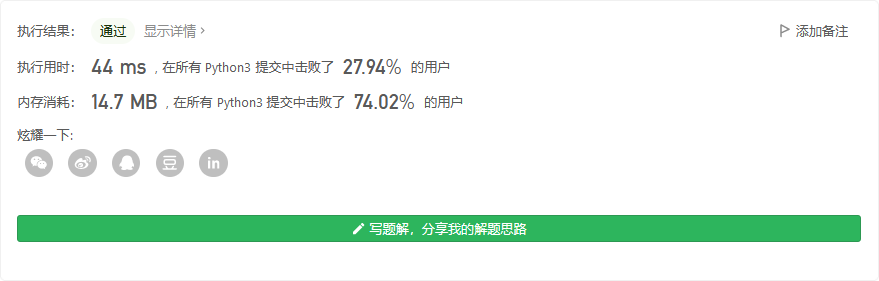 执行结果： 通过 显示详情 > 添加备注
执行用时： 44 ms , 在所有 Python3 提交中击败了 27.94% 的用户
内存消耗： 14.7 MB , 在所有 Python3 提交中击败了 74.02% 的用户
炫耀一下:
豆 in
写题解，分享我的解题思路